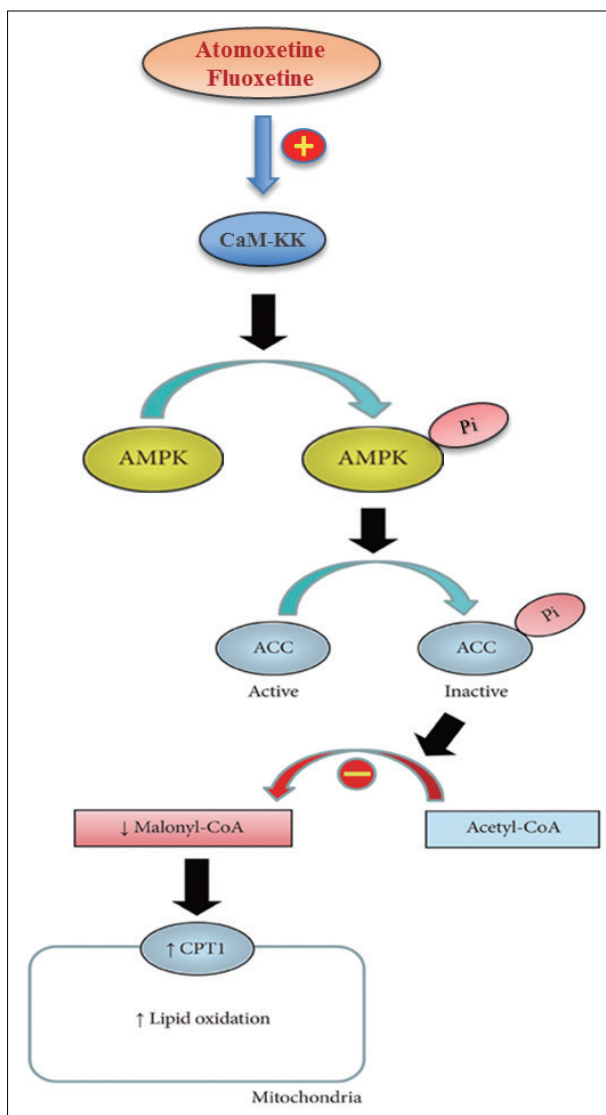 Atomoxetine
Fluoxetine
+
CaM-KK
AMPK
AMPK
Pi
ACC
ACC
Pi
Active
Inactive
−
↓ Malonyl-CoA
Acetyl-CoA
↑ CPT1
↑ Lipid oxidation
Mitochondria